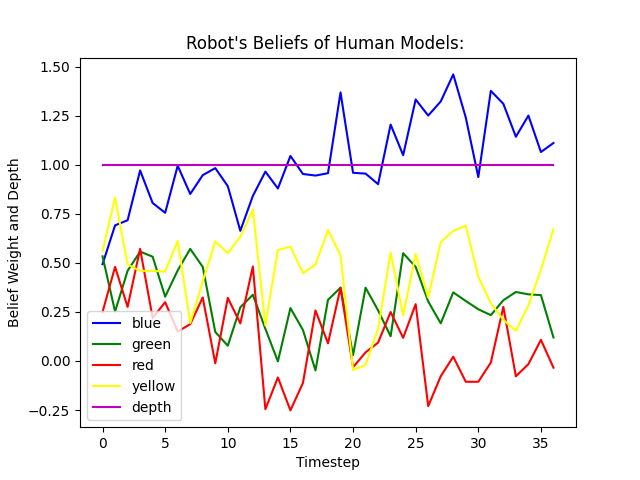 Robot's Beliefs of Human Models:
Belief Weight and Depth
1.50
1.25
1.00
0.75
0.50
0.25
0.00
−0.25
blue
green
red
yellow
depth
0 5 10 15 20 25 30 35
Timestep